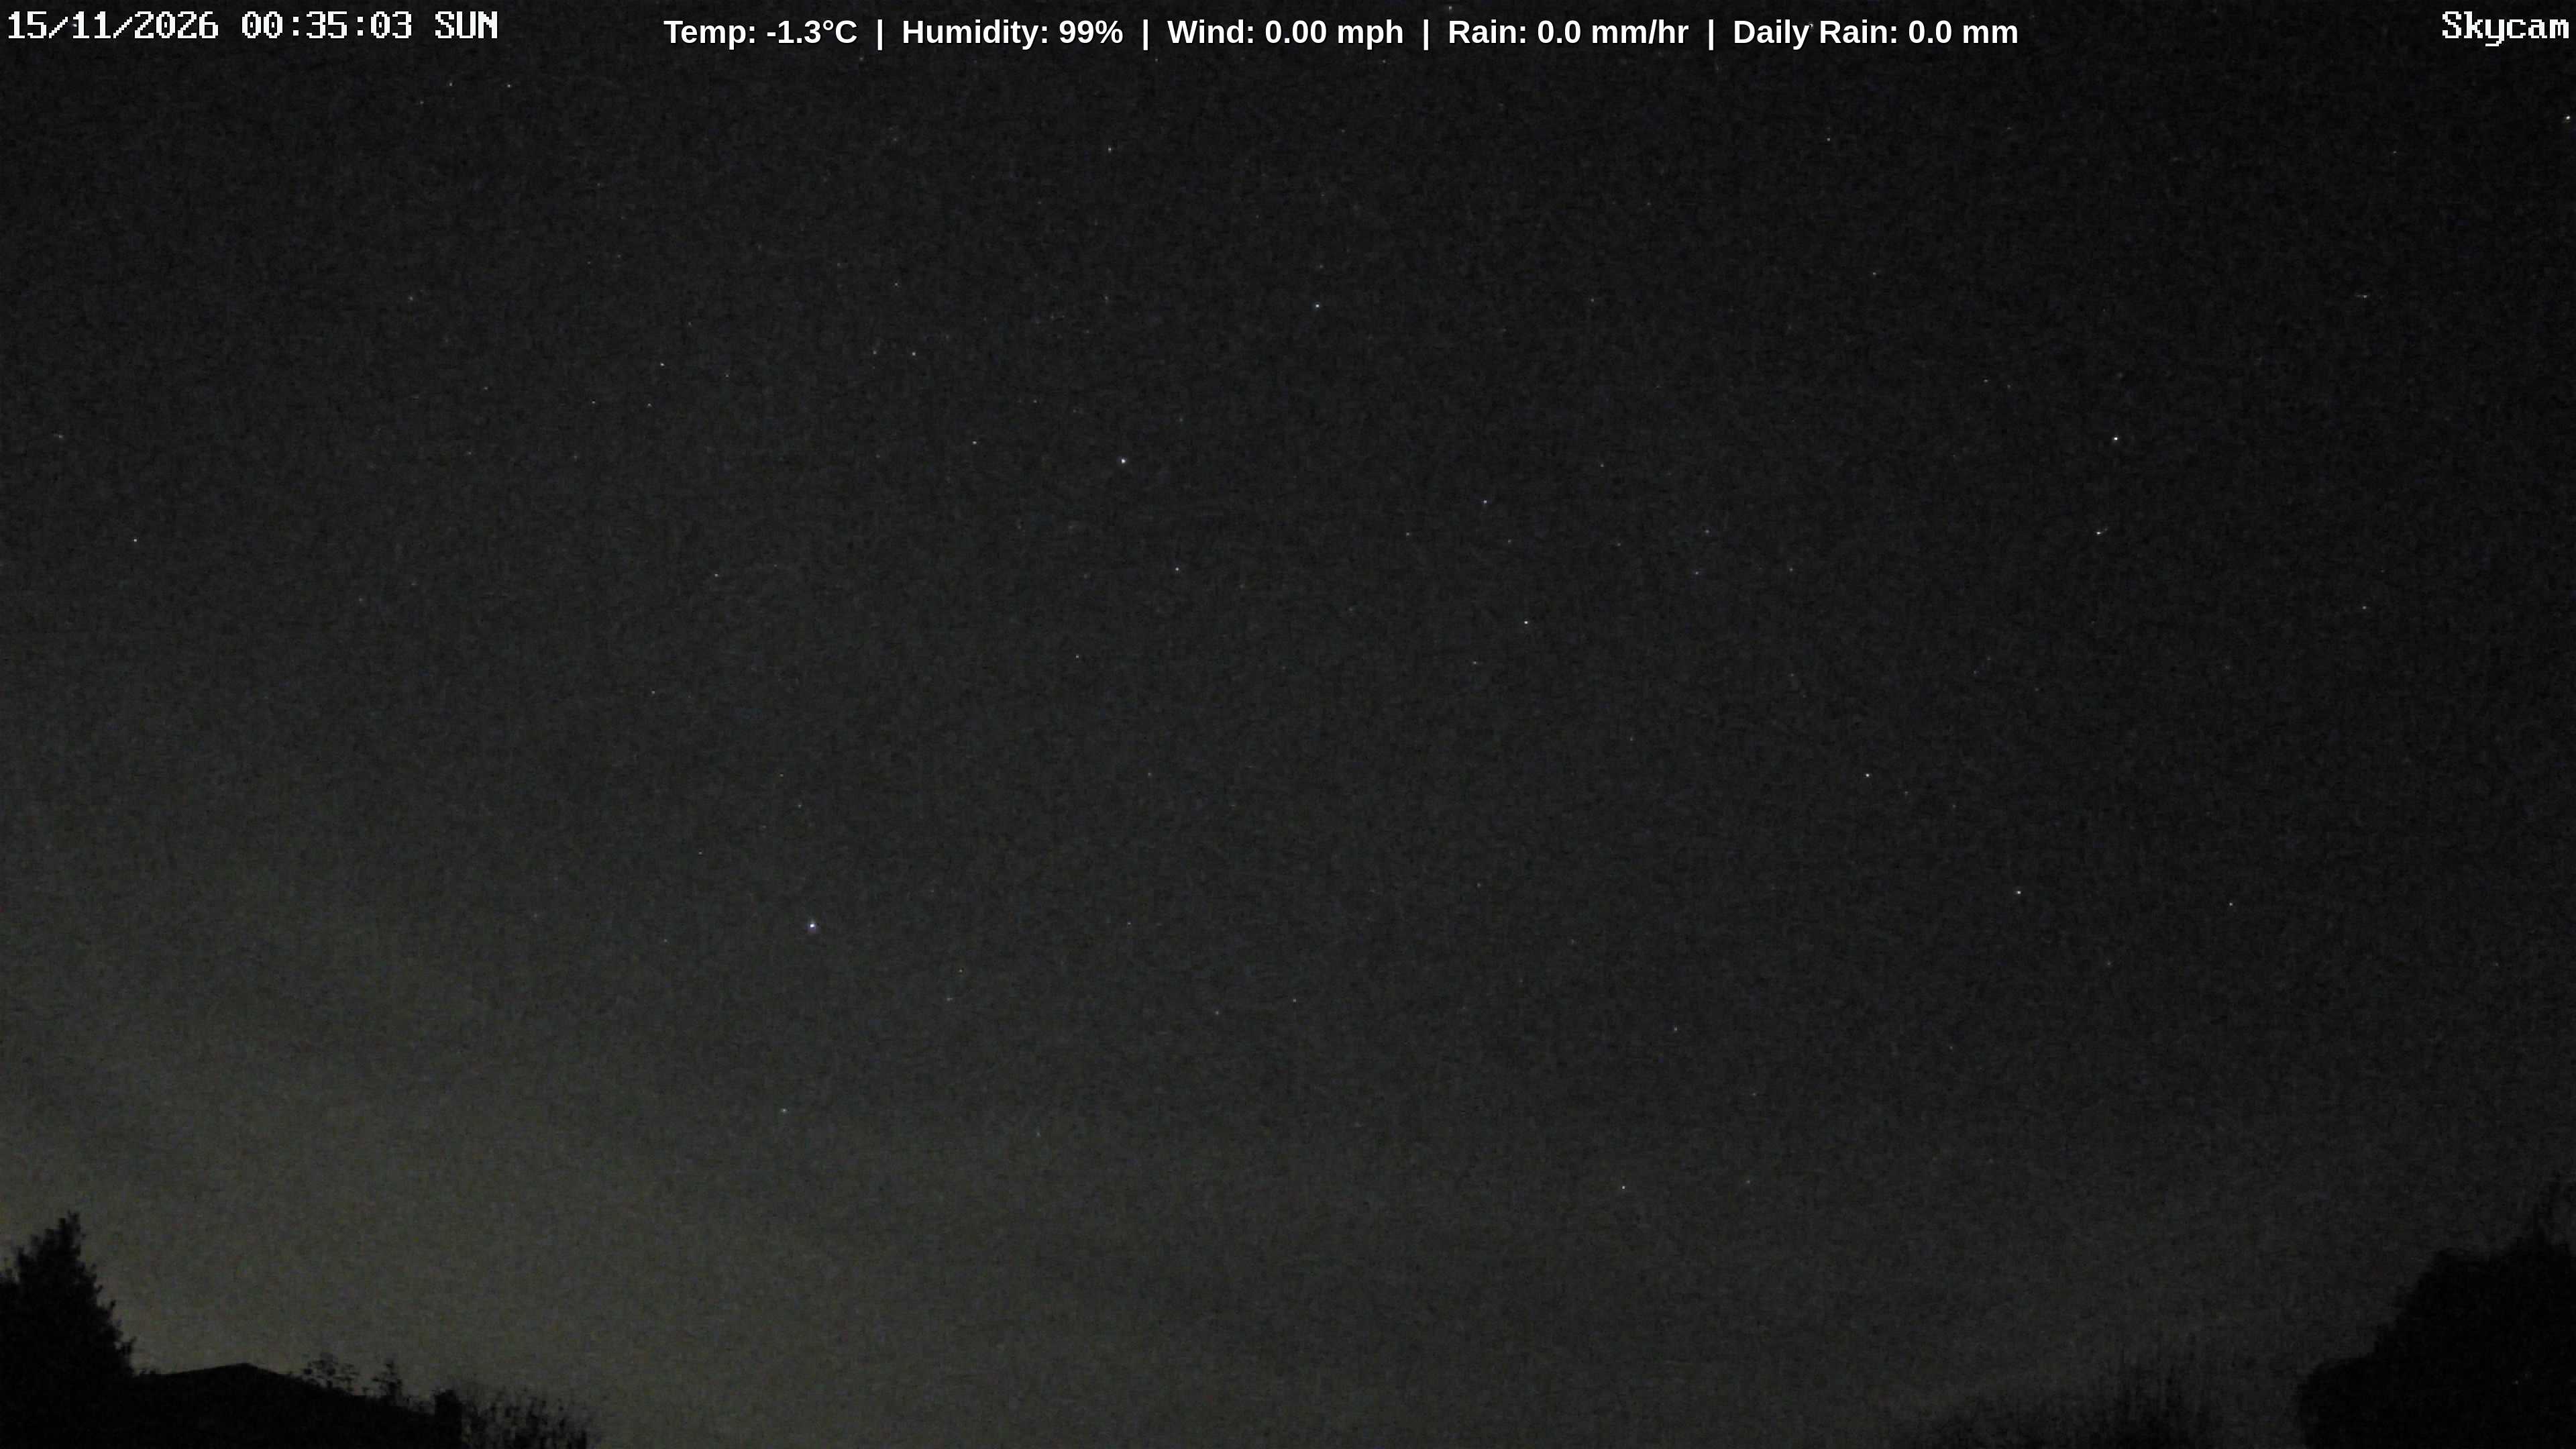 15/11/2026 00:35:03 SUN
Temp: -1.3°C | Humidity: 99% | Wind: 0.00 mph | Rain: 0.0 mm/hr | Daily Rain: 0.0 mm
Skycam